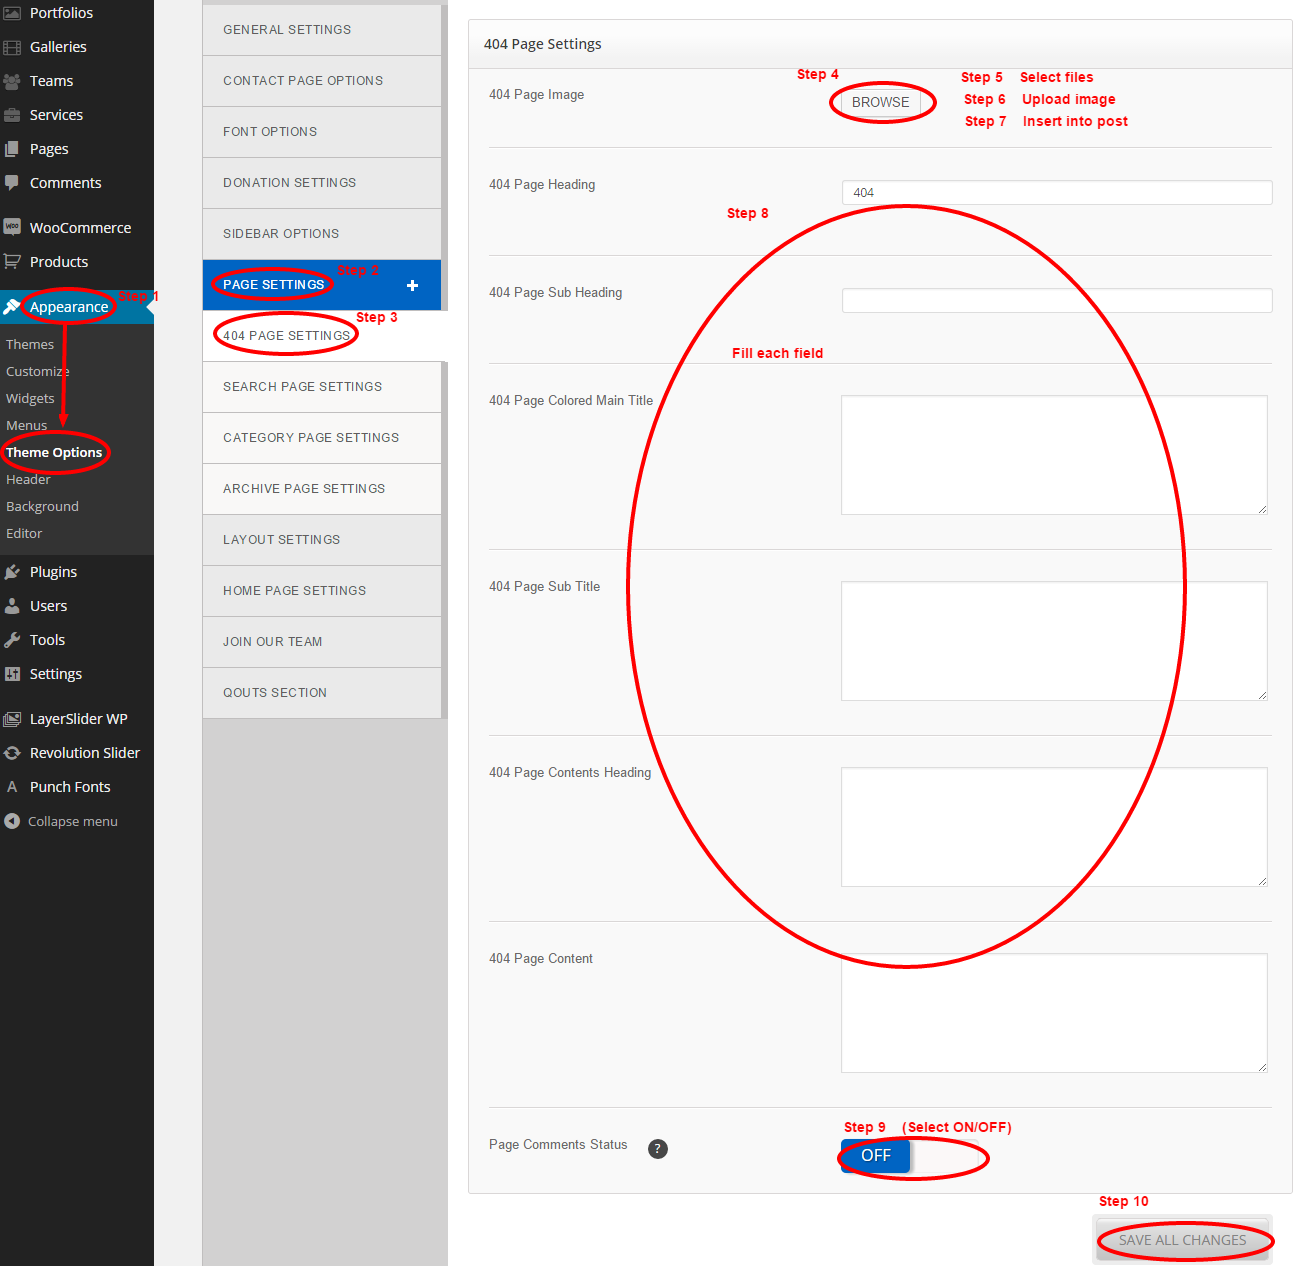 Portfolios
Galleries
Teams
Services
Pages
Comments
WooCommerce
Products
Appearance
Step 1
Themes
Customize
Widgets
Menus
Theme Options
Header
Background
Editor
Plugins
Users
Tools
Settings
LayerSlider WP
Revolution Slider
Punch Fonts
Collapse menu
GENERAL SETTINGS
CONTACT PAGE OPTIONS
FONT OPTIONS
DONATION SETTINGS
SIDEBAR OPTIONS
PAGE SETTINGS +
Step 2
Step 3
404 PAGE SETTINGS
SEARCH PAGE SETTINGS
CATEGORY PAGE SETTINGS
ARCHIVE PAGE SETTINGS
LAYOUT SETTINGS
HOME PAGE SETTINGS
JOIN OUR TEAM
QOUTS SECTION
404 Page Settings
Step 4
404 Page Image
BROWSE
Step 5 Select files
Step 6 Upload image
Step 7 Insert into post
404 Page Heading
404
Step 8
404 Page Sub Heading
Fill each field
404 Page Colored Main Title
404 Page Sub Title
404 Page Contents Heading
404 Page Content
Step 9 (Select ON/OFF)
Page Comments Status ?
OFF
Step 10
SAVE ALL CHANGES